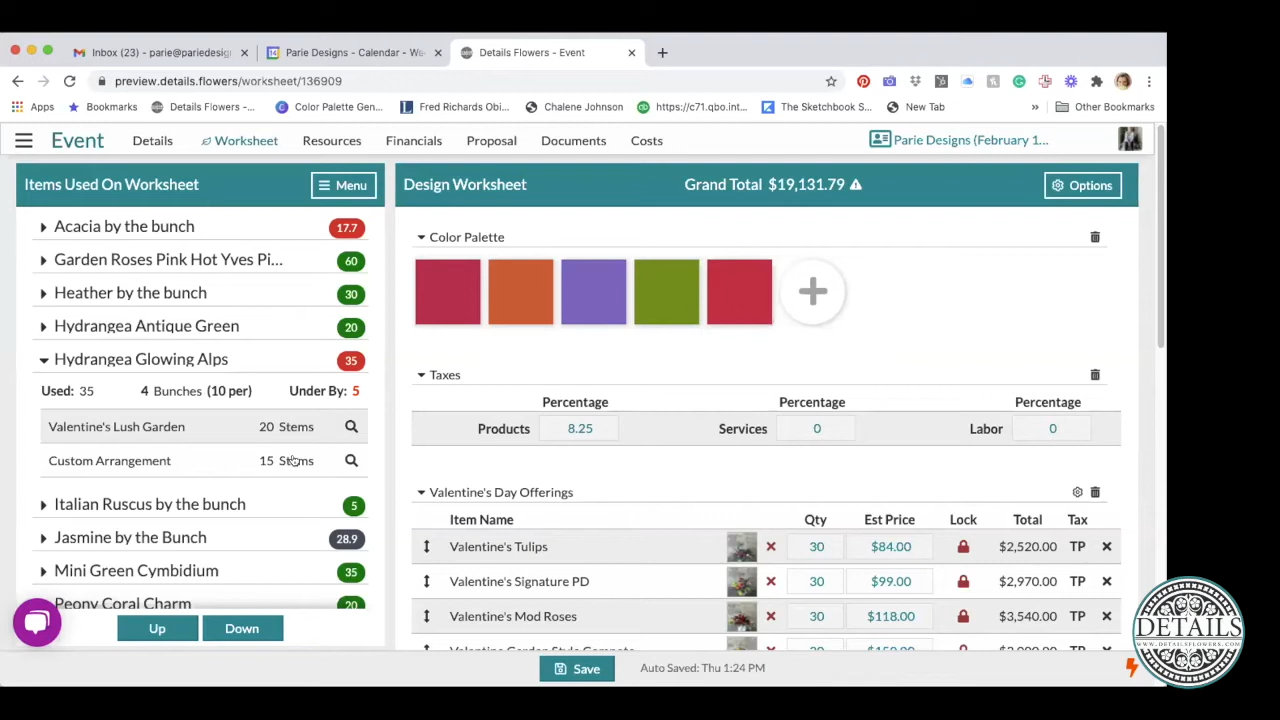 Inbox (23) - parie@pariedesig
Parie Designs - Calendar - We
Details Flowers - Event
preview.details.flowers/worksheet/136909
Apps
Bookmarks
Details Flowers -...
Color Palette Gen...
Fred Richards Obi...
Chalene Johnson
https://c71.qbo.int...
The Sketchbook S...
New Tab
»
Other Bookmarks
Event
Details
Worksheet
Resources
Financials
Proposal
Documents
Costs
Parie Designs (February 1...
Items Used On Worksheet
Menu
Acacia by the bunch 17.7
Garden Roses Pink Hot Yves Pi... 60
Heather by the bunch 30
Hydrangea Antique Green 20
Hydrangea Glowing Alps 35
Used: 35 4 Bunches (10 per) Under By: 5
Valentine's Lush Garden 20 Stems
Custom Arrangement 15 Stems
Italian Ruscus by the bunch 5
Jasmine by the Bunch 28.9
Mini Green Cymbidium 35
Peony Coral Charm 20
Up
Down
Design Worksheet
Grand Total $19,131.79
Options
Color Palette
Taxes
Percentage Percentage Percentage
Products 8.25 Services 0 Labor 0
Valentine's Day Offerings
Item Name Qty Est Price Lock Total Tax
Valentine's Tulips 30 $84.00 $2,520.00 TP
Valentine's Signature PD 30 $99.00 $2,970.00 TP
Valentine's Mod Roses 30 $118.00 $3,540.00 TP
Save
Auto Saved: Thu 1:24 PM
DETAILS
WWW.DETAILSFLOWERS.COM